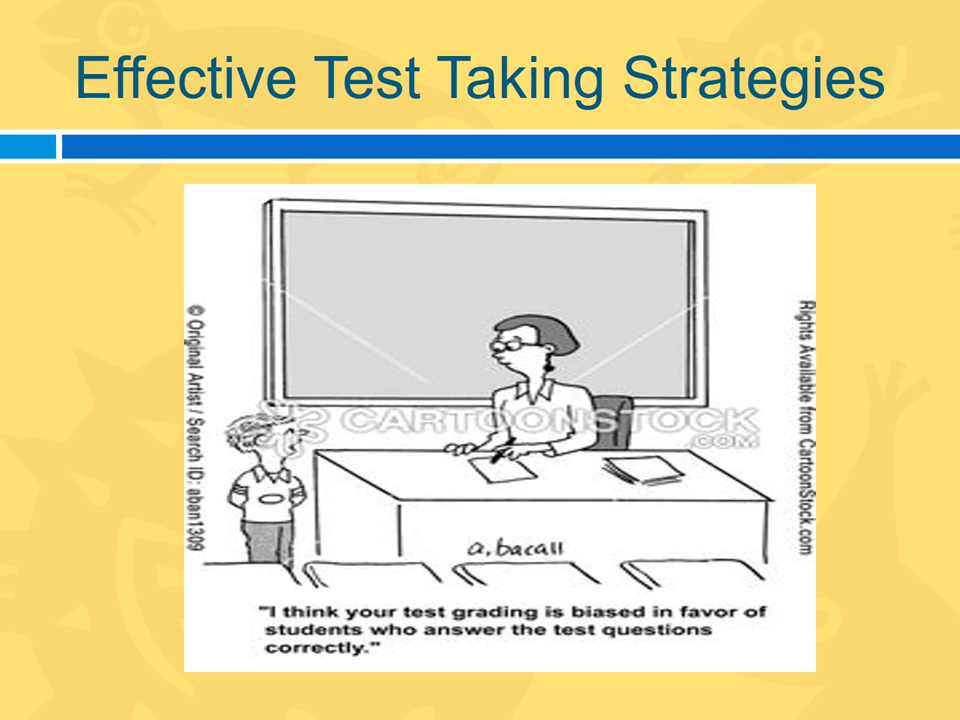 Effective Test Taking Strategies
© Original Artist / Search ID: aban1309
Rights Available from CartoonStock.com
CARTOONSTOCK
.COM
a.bacall
"I think your test grading is biased in favor of
students who answer the test questions
correctly."